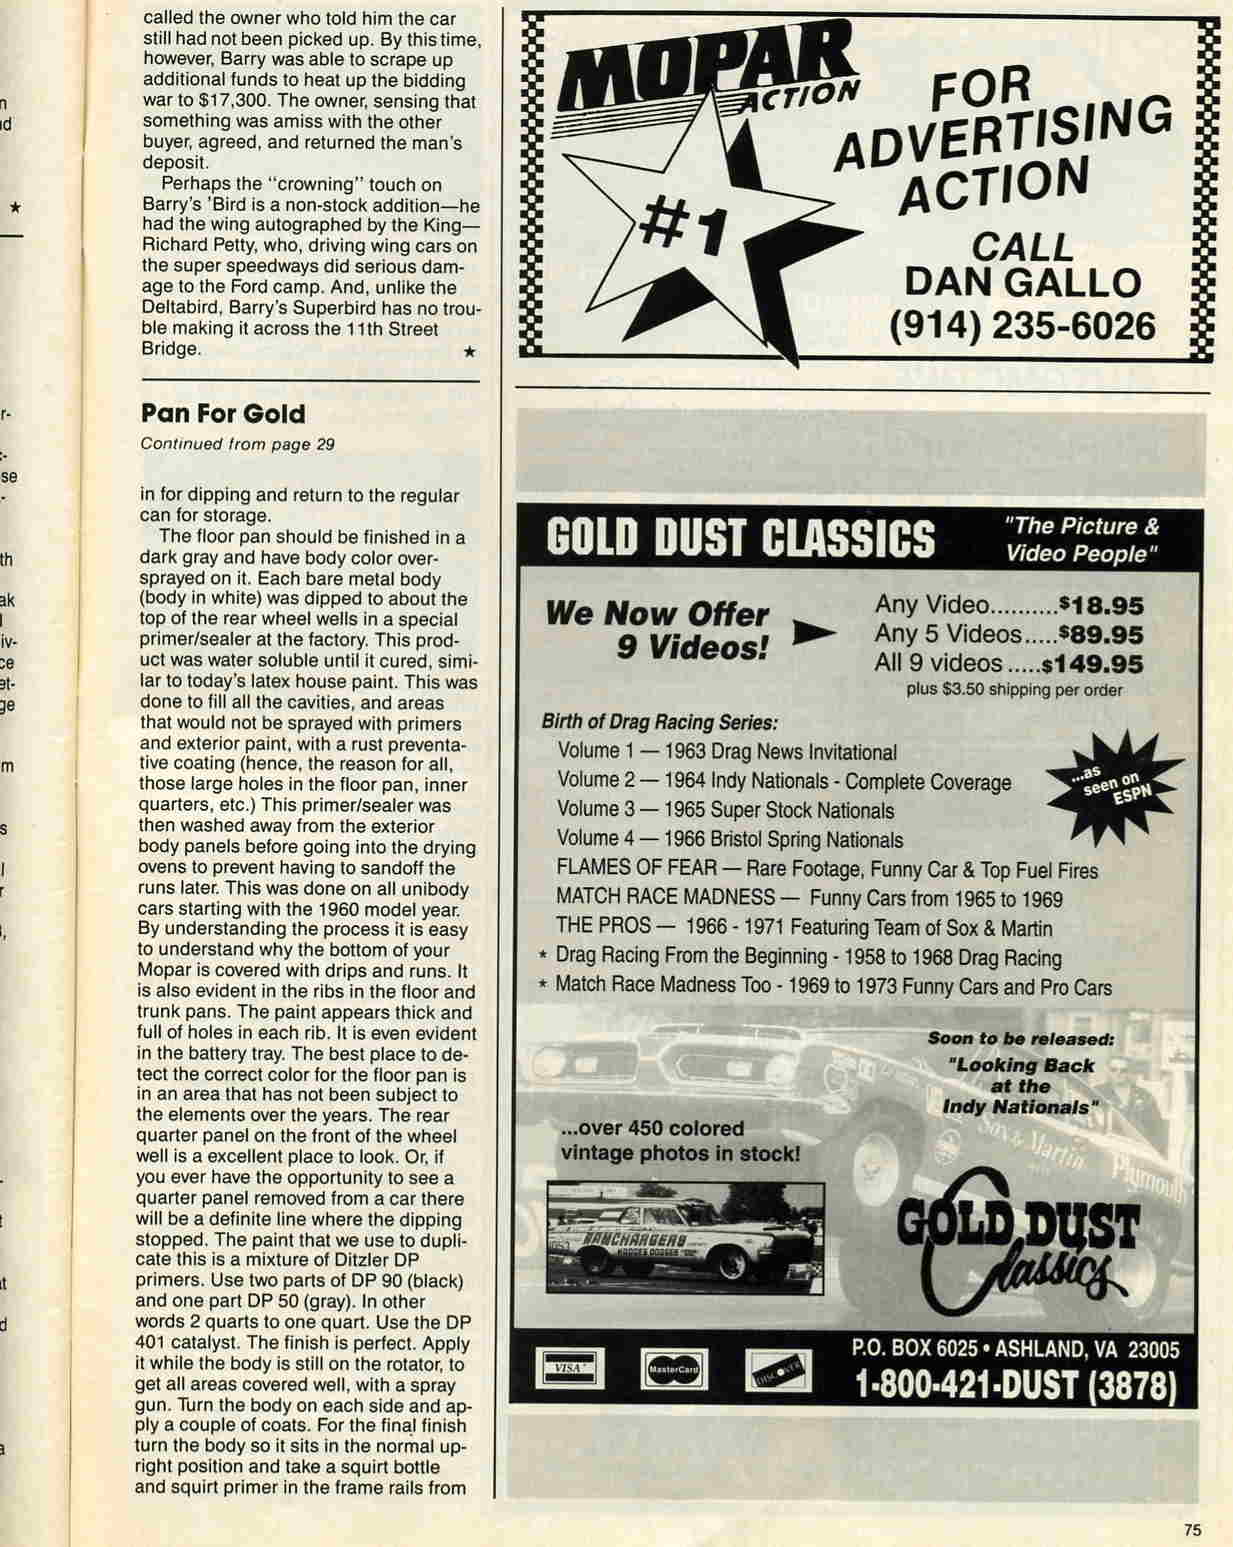 called the owner who told him the car
still had not been picked up. By this time,
however, Barry was able to scrape up
additional funds to heat up the bidding
war to $17,300. The owner, sensing that
something was amiss with the other
buyer, agreed, and returned the man's
deposit.
Perhaps the "crowning" touch on
Barry's 'Bird is a non-stock addition—he
had the wing autographed by the King—
Richard Petty, who, driving wing cars on
the super speedways did serious dam-
age to the Ford camp. And, unlike the
Deltabird, Barry's Superbird has no trou-
ble making it across the 11th Street
Bridge. ★
Pan For Gold
Continued from page 29
in for dipping and return to the regular
can for storage.
The floor pan should be finished in a
dark gray and have body color over-
sprayed on it. Each bare metal body
(body in white) was dipped to about the
top of the rear wheel wells in a special
primer/sealer at the factory. This prod-
uct was water soluble until it cured, simi-
lar to today's latex house paint. This was
done to fill all the cavities, and areas
that would not be sprayed with primers
and exterior paint, with a rust preventa-
tive coating (hence, the reason for all,
those large holes in the floor pan, inner
quarters, etc.) This primer/sealer was
then washed away from the exterior
body panels before going into the drying
ovens to prevent having to sandoff the
runs later. This was done on all unibody
cars starting with the 1960 model year.
By understanding the process it is easy
to understand why the bottom of your
Mopar is covered with drips and runs. It
is also evident in the ribs in the floor and
trunk pans. The paint appears thick and
full of holes in each rib. It is even evident
in the battery tray. The best place to de-
tect the correct color for the floor pan is
in an area that has not been subject to
the elements over the years. The rear
quarter panel on the front of the wheel
well is a excellent place to look. Or, if
you ever have the opportunity to see a
quarter panel removed from a car there
will be a definite line where the dipping
stopped. The paint that we use to dupli-
cate this is a mixture of Ditzler DP
primers. Use two parts of DP 90 (black)
and one part DP 50 (gray). In other
words 2 quarts to one quart. Use the DP
401 catalyst. The finish is perfect. Apply
it while the body is still on the rotator, to
get all areas covered well, with a spray
gun. Turn the body on each side and ap-
ply a couple of coats. For the final finish
turn the body so it sits in the normal up-
right position and take a squirt bottle
and squirt primer in the frame rails from
MOPAR
ACTION
#1
FOR
ADVERTISING
ACTION
CALL
DAN GALLO
(914) 235-6026
GOLD DUST CLASSICS
"The Picture &
Video People"
We Now Offer
9 Videos!
Any Video..........$18.95
Any 5 Videos.....$89.95
All 9 videos .....$149.95
plus $3.50 shipping per order
Birth of Drag Racing Series:
Volume 1 — 1963 Drag News Invitational
Volume 2 — 1964 Indy Nationals - Complete Coverage
Volume 3 — 1965 Super Stock Nationals
Volume 4 — 1966 Bristol Spring Nationals
...as
seen on
ESPN
FLAMES OF FEAR — Rare Footage, Funny Car & Top Fuel Fires
MATCH RACE MADNESS — Funny Cars from 1965 to 1969
THE PROS — 1966 - 1971 Featuring Team of Sox & Martin
* Drag Racing From the Beginning - 1958 to 1968 Drag Racing
* Match Race Madness Too - 1969 to 1973 Funny Cars and Pro Cars
Soon to be released:
"Looking Back
at the
Indy Nationals"
...over 450 colored
vintage photos in stock!
Sox & Martin
Plymouth
RAMCHARGERS
GOLD DUST
Classics
VISA
MasterCard
DISCOVER
P.O. BOX 6025 • ASHLAND, VA 23005
1-800-421-DUST (3878)
75